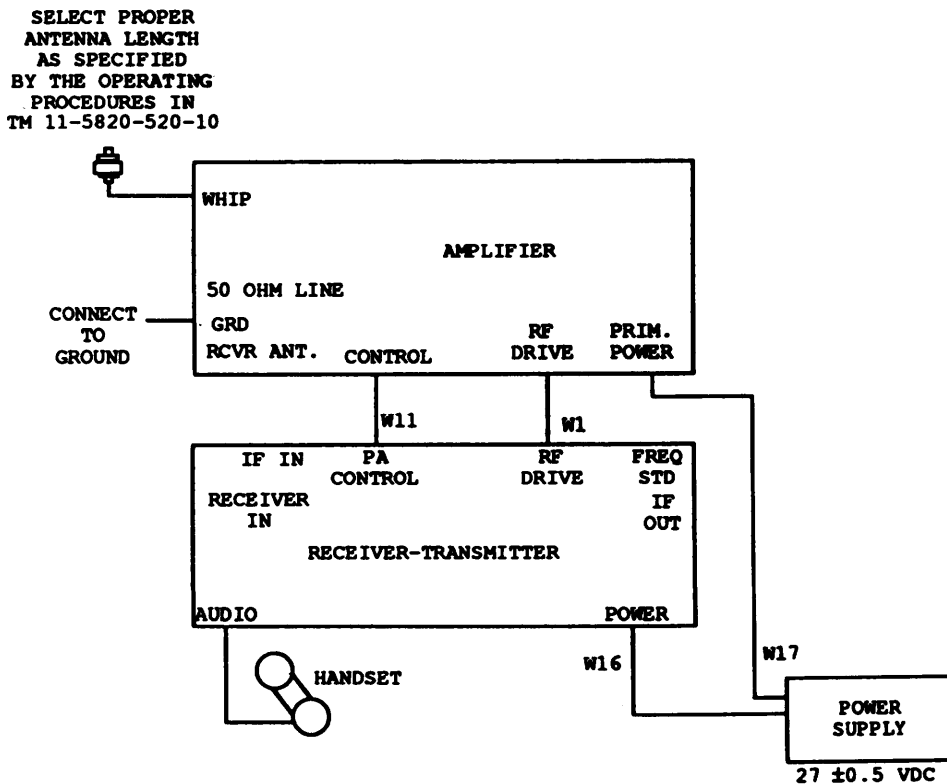 SELECT PROPER
ANTENNA LENGTH
AS SPECIFIED
BY THE OPERATING
PROCEDURES IN
TM 11-5820-520-10
WHIP
AMPLIFIER
50 OHM LINE
CONNECT
TO
GROUND
GRD
RCVR ANT.
CONTROL
RF
DRIVE
PRIM.
POWER
W11
W1
IF IN
PA
CONTROL
RF
DRIVE
FREQ
STD
IF
OUT
RECEIVER
IN
RECEIVER-TRANSMITTER
AUDIO
POWER
HANDSET
W16
W17
POWER
SUPPLY
27 ±0.5 VDC